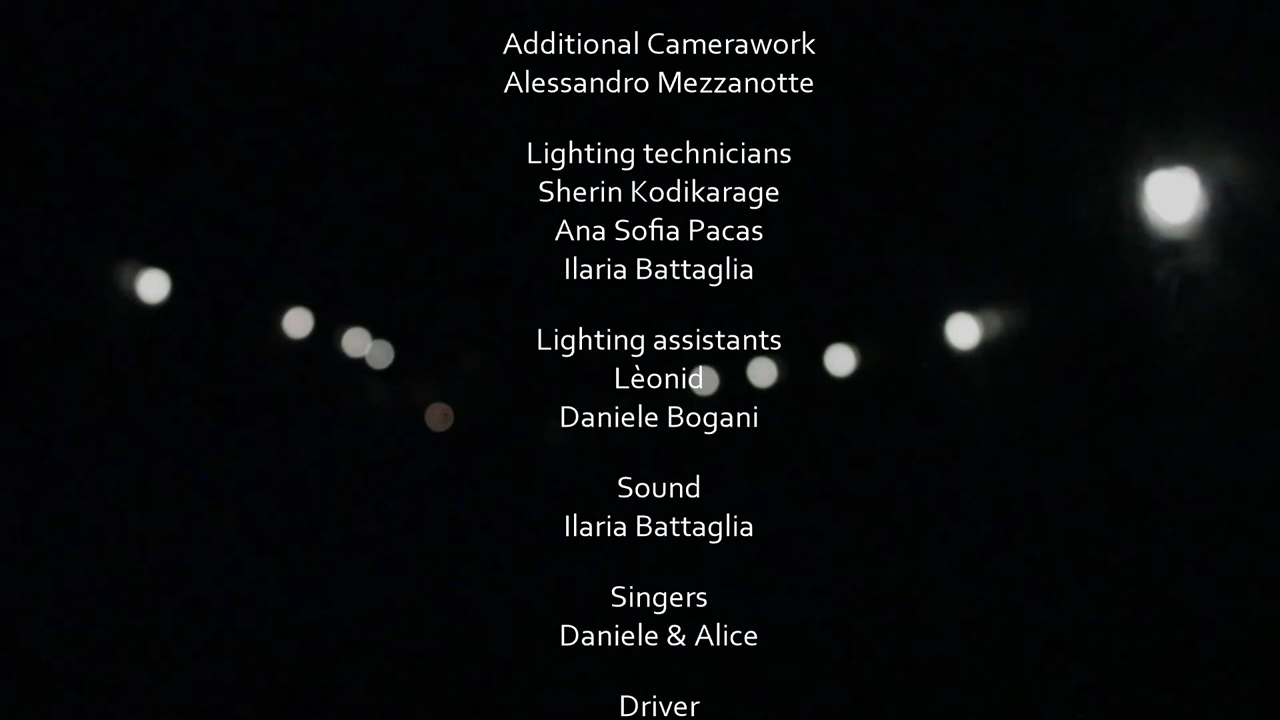 Additional Camerawork
Alessandro Mezzanotte
Lighting technicians
Sherin Kodikarage
Ana Sofia Pacas
Ilaria Battaglia
Lighting assistants
Lèonid
Daniele Bogani
Sound
Ilaria Battaglia
Singers
Daniele & Alice
Driver